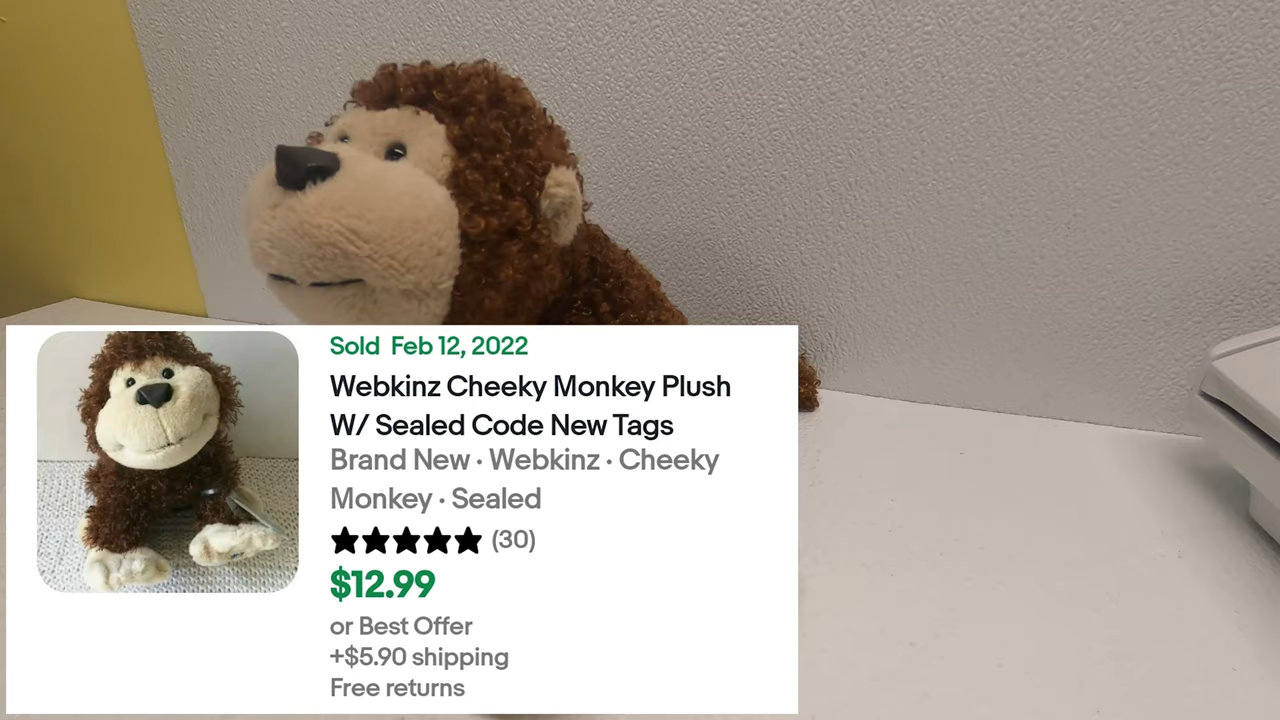 Sold Feb 12, 2022
Webkinz Cheeky Monkey Plush
W/ Sealed Code New Tags
Brand New · Webkinz · Cheeky
Monkey · Sealed
(30)
$12.99
or Best Offer
+$5.90 shipping
Free returns